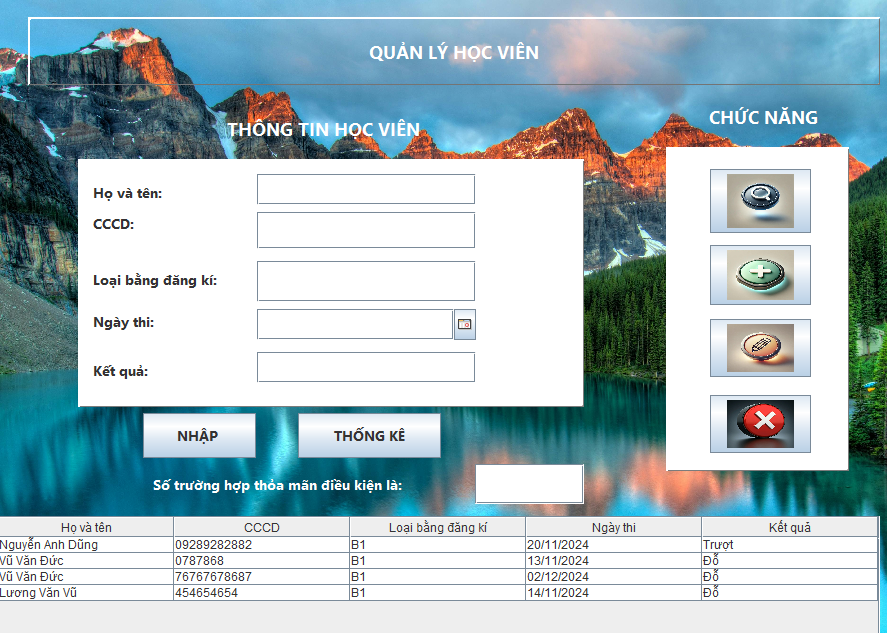 QUẢN LÝ HỌC VIÊN
THÔNG TIN HỌC VIÊN
CHỨC NĂNG
Họ và tên:
CCCD:
Loại bằng đăng kí:
Ngày thi:
Kết quả:
NHẬP THỐNG KÊ
Số trường hợp thỏa mãn điều kiện là:
Họ và tên CCCD Loại bằng đăng kí Ngày thi Kết quả
Nguyễn Anh Dũng 09289282882 B1 20/11/2024 Trượt
Vũ Văn Đức 0787868 B1 13/11/2024 Đỗ
Vũ Văn Đức 76767678687 B1 02/12/2024 Đỗ
Lương Văn Vũ 454654654 B1 14/11/2024 Đỗ